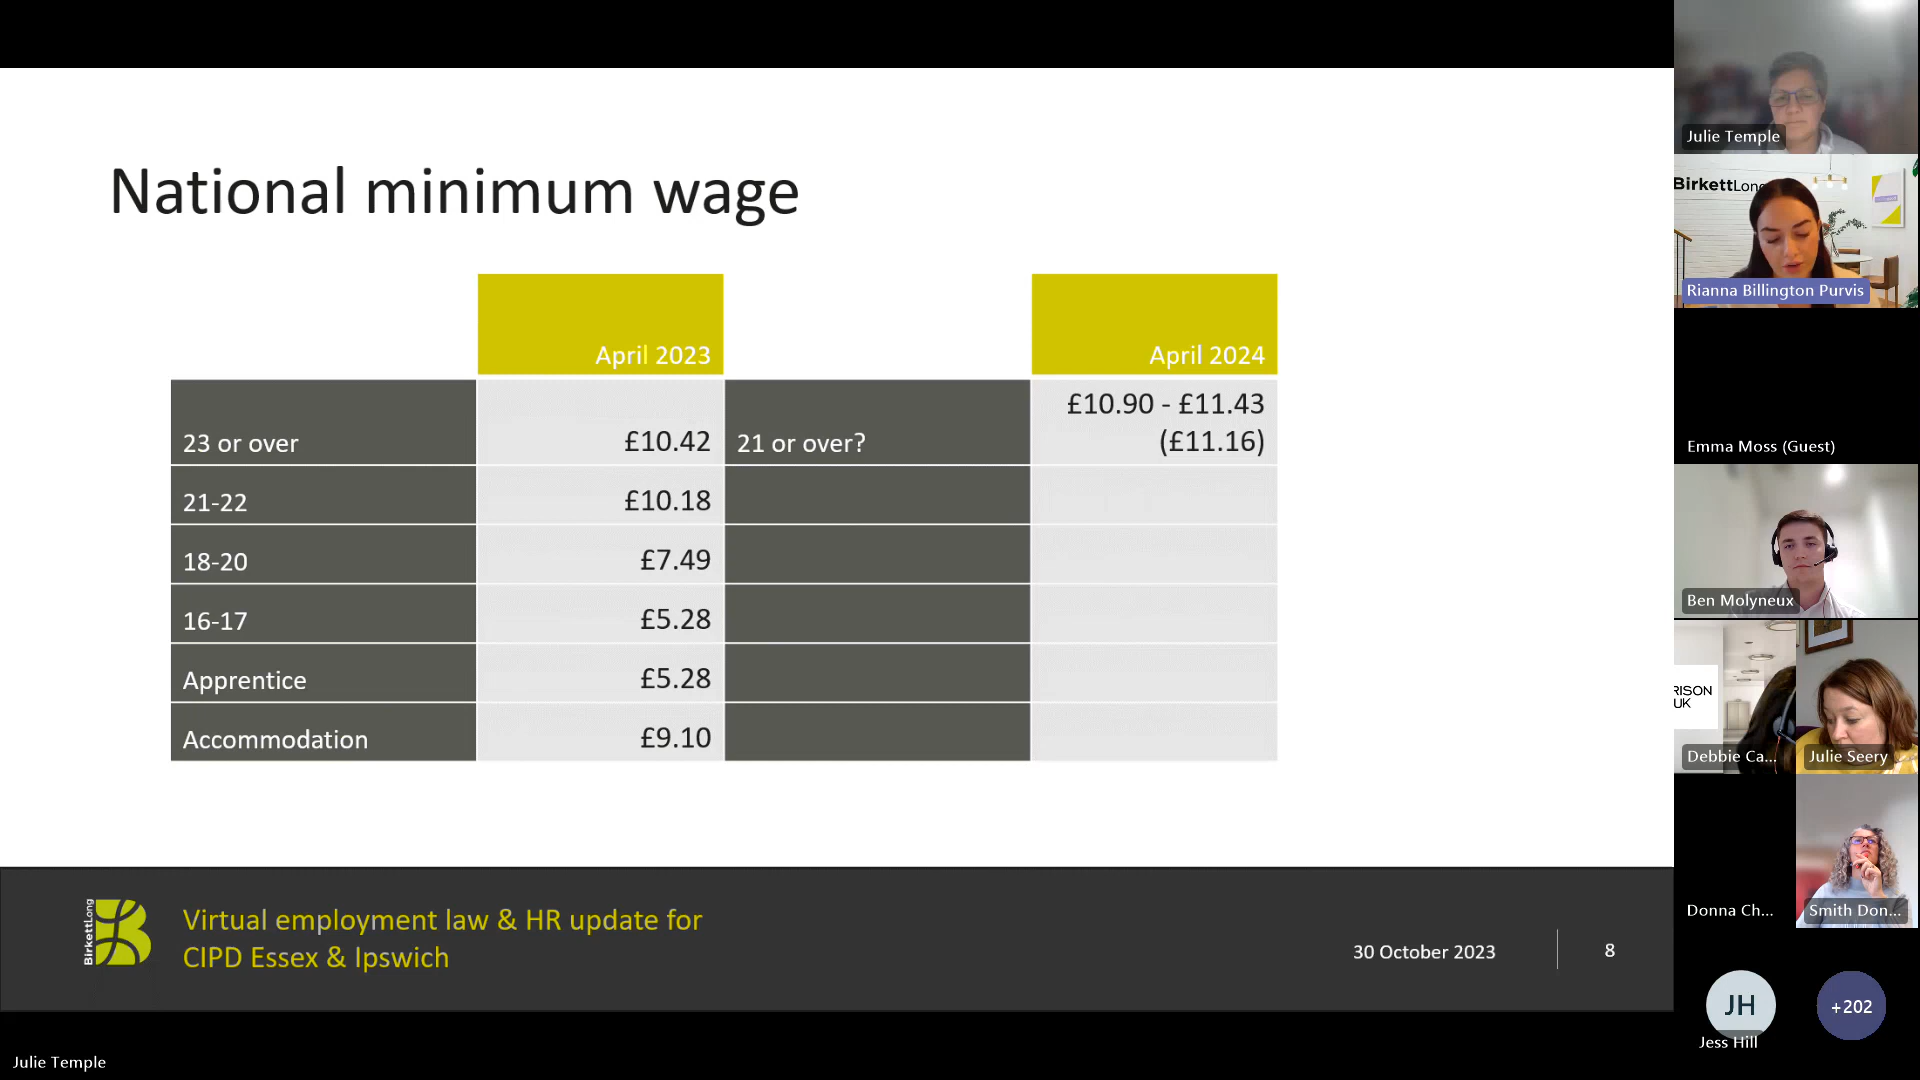 National minimum wage
April 2023
April 2024
23 or over
£10.42
21 or over?
£10.90 - £11.43
(£11.16)
21-22
£10.18
18-20
£7.49
16-17
£5.28
Apprentice
£5.28
Accommodation
£9.10
BirkettLong
Virtual employment law & HR update for
CIPD Essex & Ipswich
30 October 2023
8
Julie Temple
Julie Temple
BirkettLong
Rianna Billington Purvis
Emma Moss (Guest)
Ben Molyneux
RISON
UK
Debbie Ca...
Julie Seery
Donna Ch...
Smith Don...
JH
Jess Hill
+202